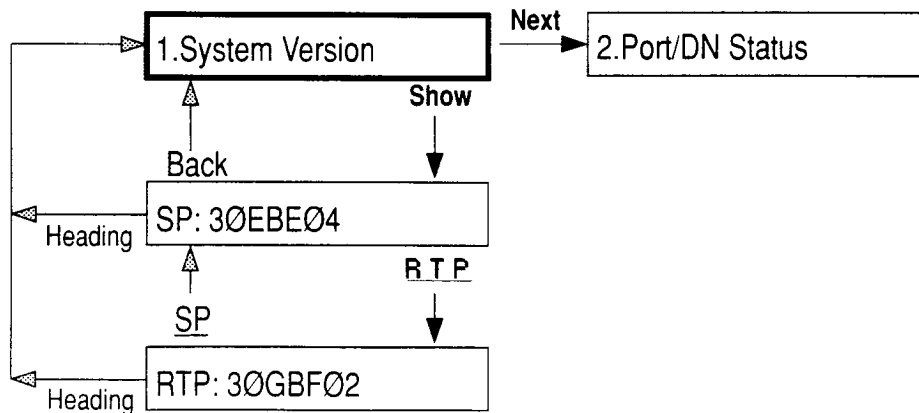 Next
1.System Version
2.Port/DN Status
Show
Back
SP: 3ØEBEØ4
Heading
RTP
SP
RTP: 3ØGBFØ2
Heading